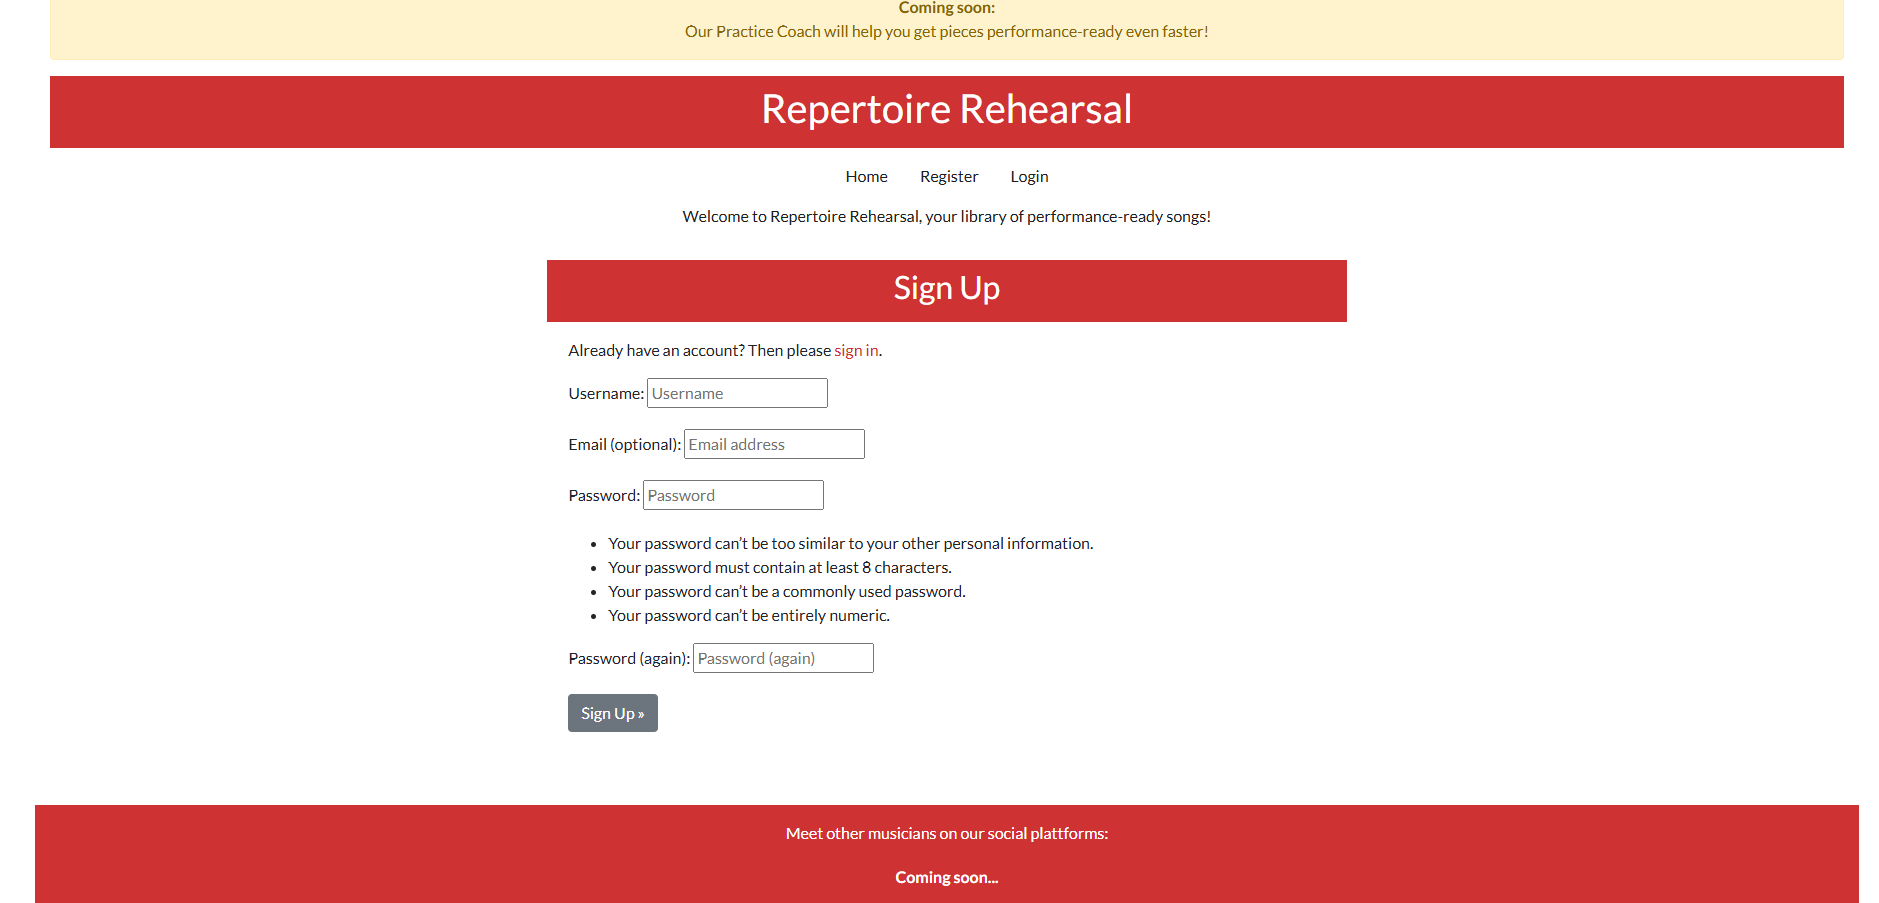 Coming soon:
Our Practice Coach will help you get pieces performance-ready even faster!
Repertoire Rehearsal
Home Register Login
Welcome to Repertoire Rehearsal, your library of performance-ready songs!
Sign Up
Already have an account? Then please sign in.
Username: Username
Email (optional): Email address
Password: Password
• Your password can’t be too similar to your other personal information.
• Your password must contain at least 8 characters.
• Your password can’t be a commonly used password.
• Your password can’t be entirely numeric.
Password (again): Password (again)
Sign Up »
Meet other musicians on our social plattforms:
Coming soon...